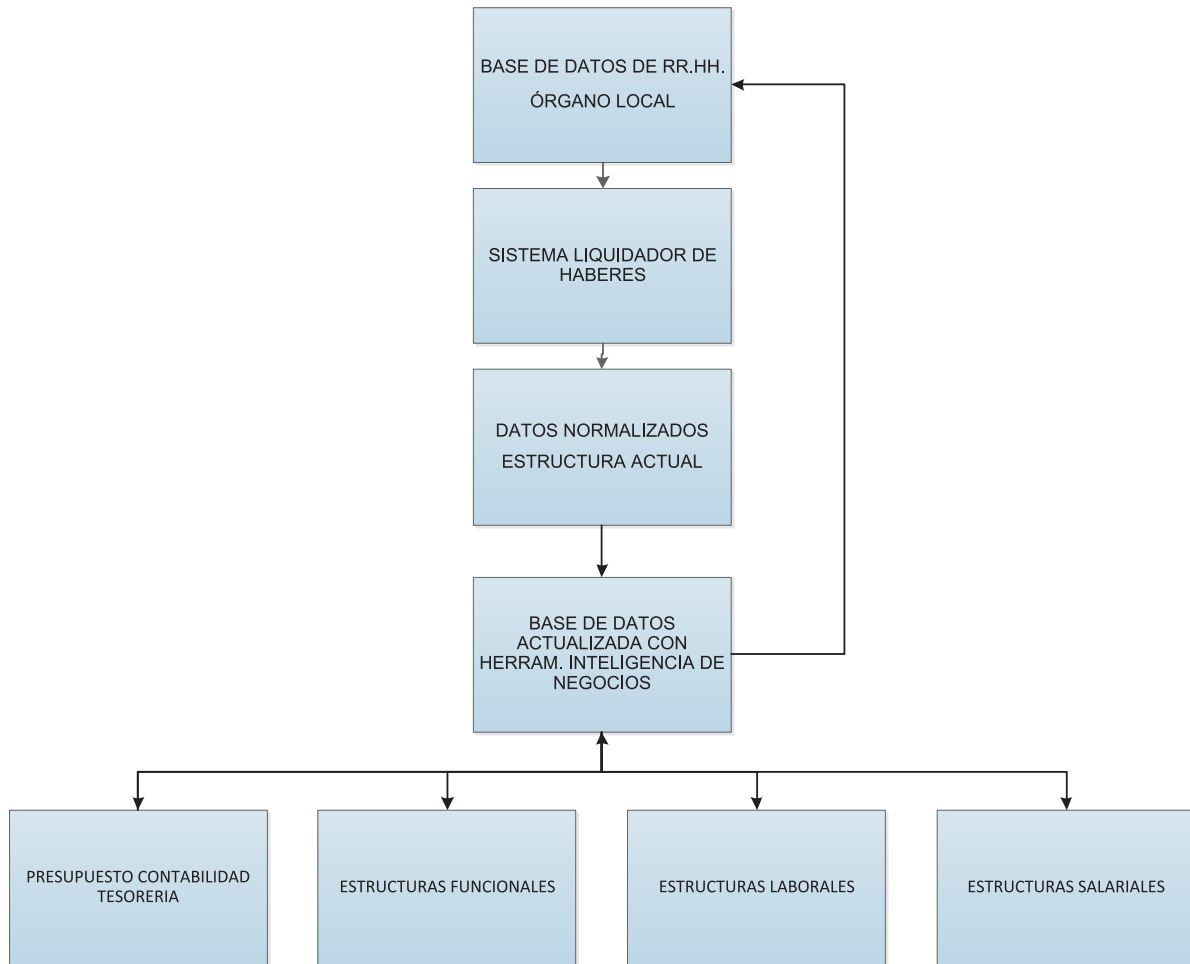 BASE DE DATOS DE RR.HH.
ÓRGANO LOCAL
SISTEMA LIQUIDADOR DE
HABERES
DATOS NORMALIZADOS
ESTRUCTURA ACTUAL
BASE DE DATOS
ACTUALIZADA CON
HERRAM. INTELIGENCIA DE
NEGOCIOS
PRESUPUESTO CONTABILIDAD
TESORERIA
ESTRUCTURAS FUNCIONALES
ESTRUCTURAS LABORALES
ESTRUCTURAS SALARIALES